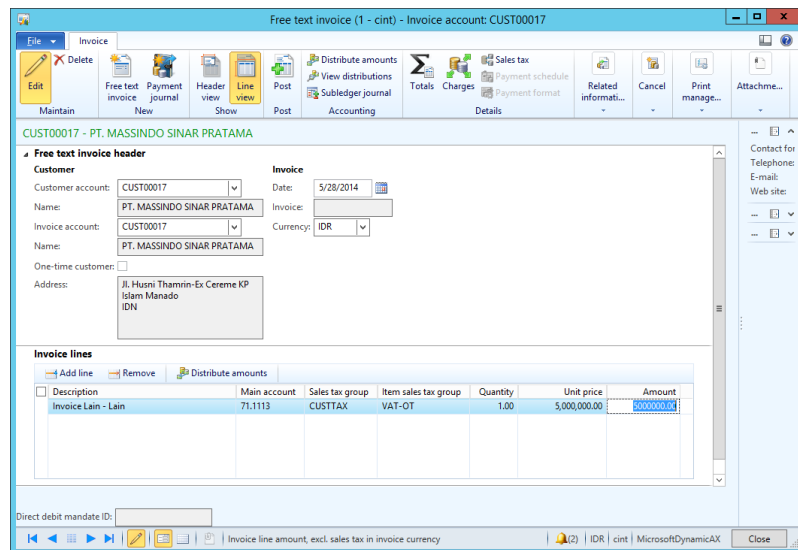 Free text invoice (1 - cint) - Invoice account: CUST00017
File Invoice
Edit
Delete
Maintain
Free text invoice
Payment journal
New
Header view
Line view
Show
Post
Post
Distribute amounts
View distributions
Subledger journal
Accounting
Totals
Charges
Sales tax
Payment schedule
Payment format
Details
Related informati...
Cancel
Print manage...
Attachme...
CUST00017 - PT. MASSINDO SINAR PRATAMA
Free text invoice header
Customer
Customer account: CUST00017
Name: PT. MASSINDO SINAR PRATAMA
Invoice account: CUST00017
Name: PT. MASSINDO SINAR PRATAMA
One-time customer:
Address: Jl. Husni Thamrin-Ex Cereme KP
Islam Manado
IDN
Invoice
Date: 5/28/2014
Invoice:
Currency: IDR
...
Contact for
Telephone:
E-mail:
Web site:
...
...
Invoice lines
Add line Remove Distribute amounts
Description Main account Sales tax group Item sales tax group Quantity Unit price Amount
Invoice Lain - Lain 71.1113 CUSTTAX VAT-OT 1.00 5,000,000.00 5000000.00
Direct debit mandate ID:
Invoice line amount, excl. sales tax in invoice currency
(2) IDR cint MicrosoftDynamicAX Close